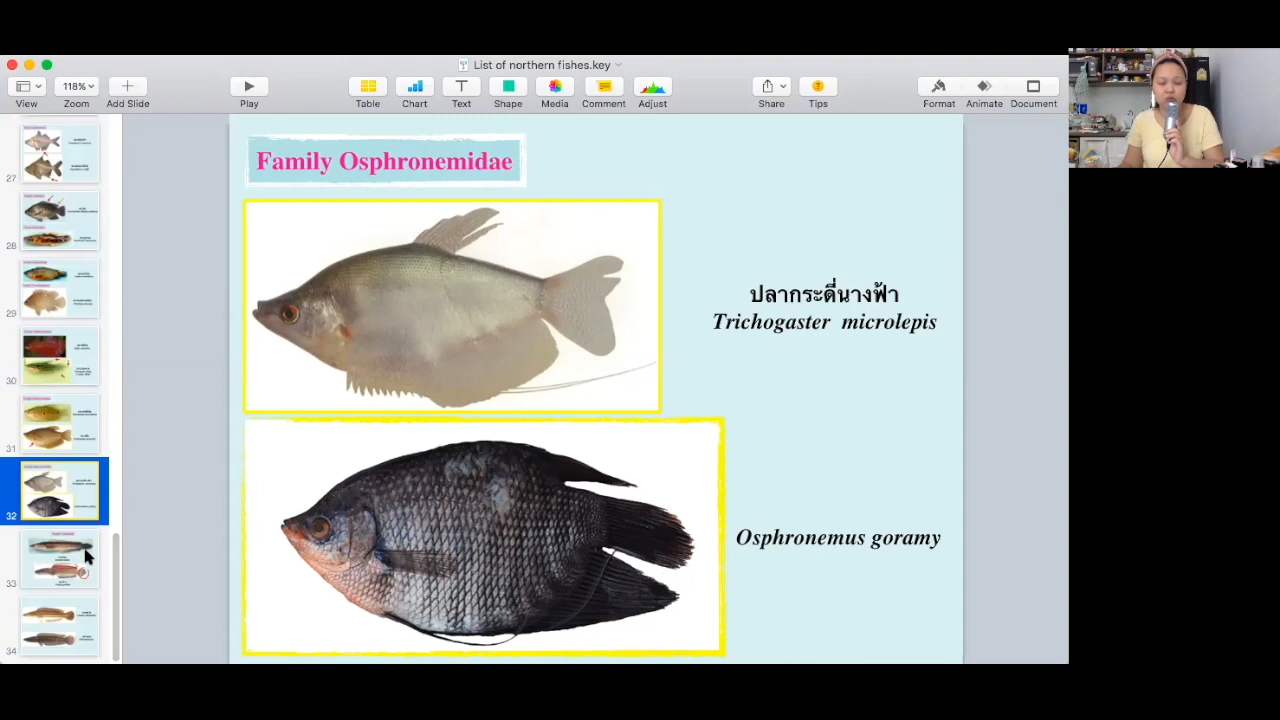 List of northern fishes.key
118%
View
Zoom
Add Slide
Play
Table
Chart
Text
Shape
Media
Comment
Adjust
Share
Tips
Format
Animate
Document
27
28
29
30
31
32
33
34
Family Osphronemidae
ปลากระดี่นางฟ้า
Trichogaster microlepis
Osphronemus goramy